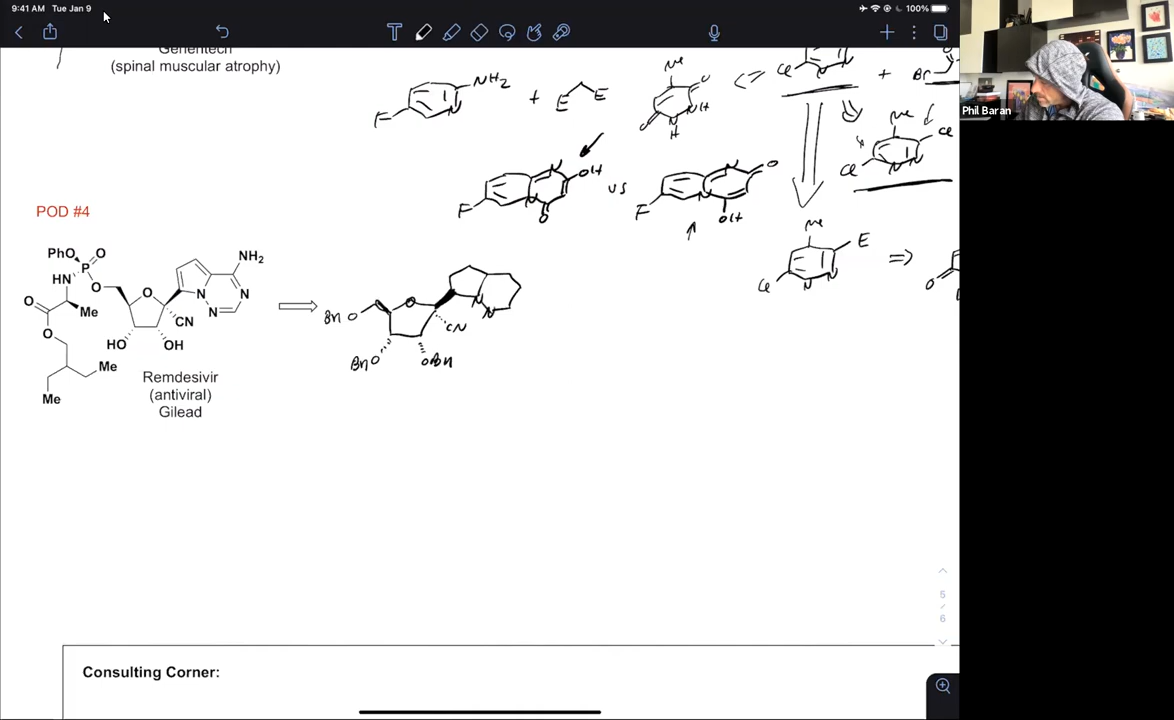 9:41 AM Tue Jan 9
100%
Genentech
(spinal muscular atrophy)
NH2
F
N
+
E
E
Me
O
NH
N
H
O
<=
Cl
N
N
+
Br
Phil Baran
Me
Cl
Cl
N
N
N
OH
N
O
F
vs
N
O
N
OH
F
Me
E
Cl
N
N
=>
O
POD #4
PhO
O
P
HN
O
O
Me
O
O
Me
Me
O
HO
OH
CN
NH2
N
N
N
Remdesivir
(antiviral)
Gilead
BnO
O
N
N
CN
BnO
OBn
5
/
6
Consulting Corner: